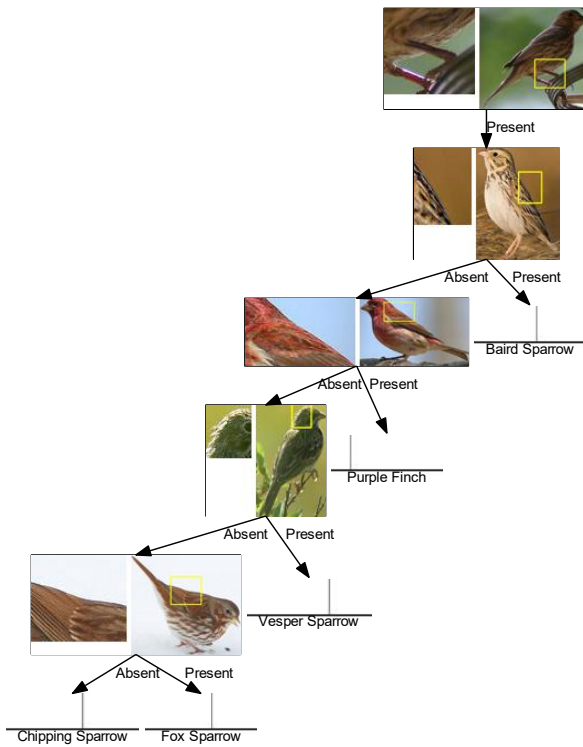 Present
Absent Present
Baird Sparrow
Absent Present
Purple Finch
Absent Present
Vesper Sparrow
Absent Present
Chipping Sparrow Fox Sparrow